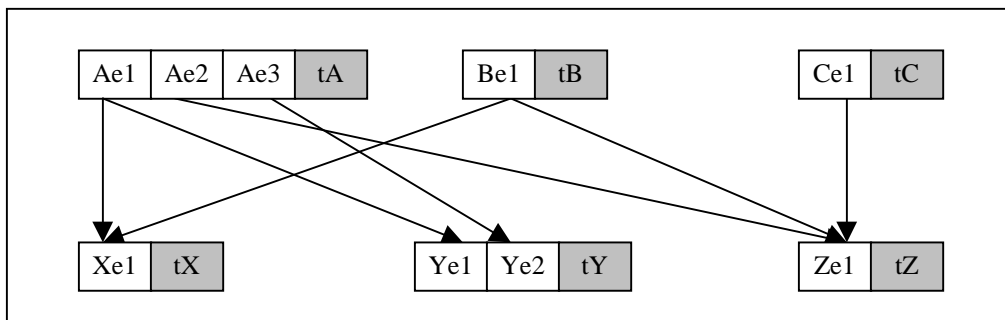 Ae1 Ae2 Ae3 tA Be1 tB Ce1 tC
Xe1 tX Ye1 Ye2 tY Ze1 tZ